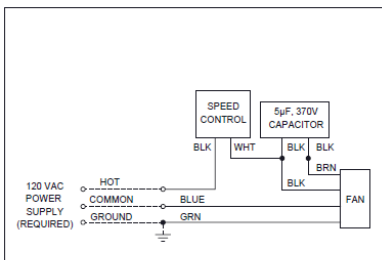 SPEED
CONTROL
5µF, 370V
CAPACITOR
BLK
WHT
BLK
BLK
BRN
BLK
120 VAC
POWER
SUPPLY
(REQUIRED)
HOT
COMMON
GROUND
BLUE
GRN
FAN